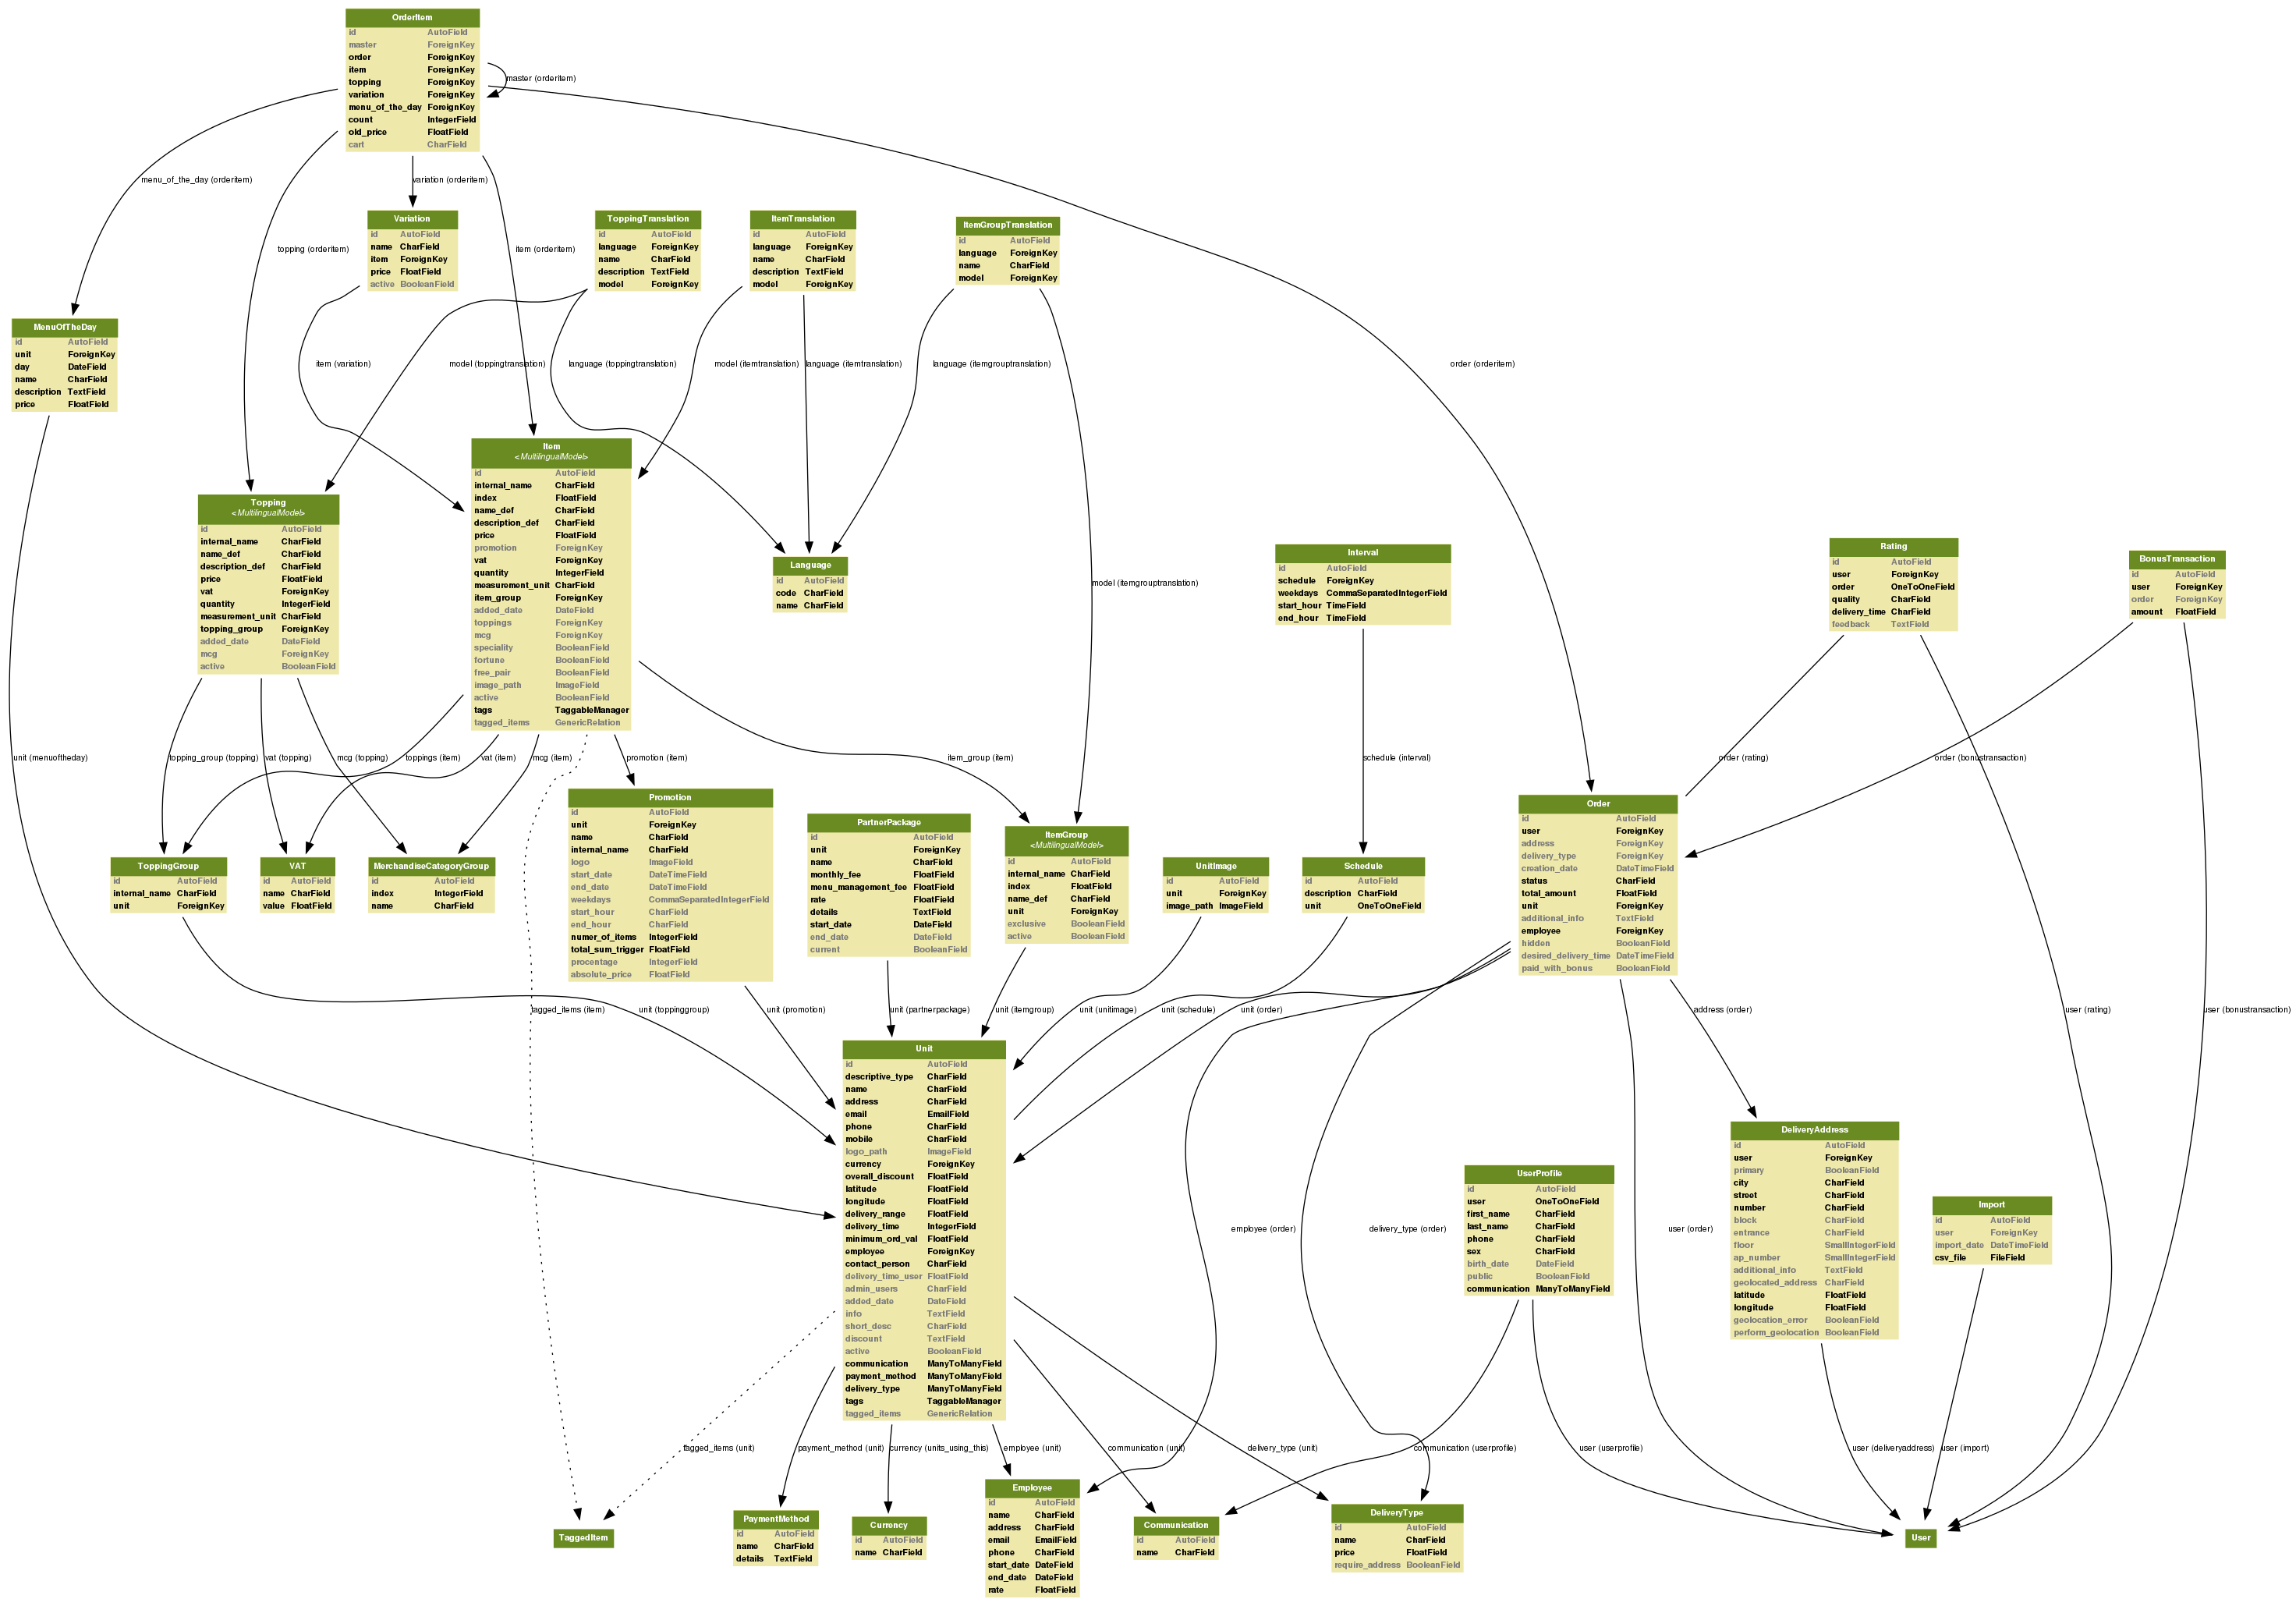 OrderItem
id AutoField
master ForeignKey
order ForeignKey
item ForeignKey
topping ForeignKey
variation ForeignKey
menu_of_the_day ForeignKey
count IntegerField
old_price FloatField
cart CharField
master (orderitem)
menu_of_the_day (orderitem)
variation (orderitem)
topping (orderitem)
item (orderitem)
order (orderitem)
Variation
id AutoField
name CharField
item ForeignKey
price FloatField
active BooleanField
ToppingTranslation
id AutoField
language ForeignKey
name CharField
description TextField
model ForeignKey
ItemTranslation
id AutoField
language ForeignKey
name CharField
description TextField
model ForeignKey
ItemGroupTranslation
id AutoField
language ForeignKey
name CharField
model ForeignKey
MenuOfTheDay
id AutoField
unit ForeignKey
day DateField
name CharField
description TextField
price FloatField
item (variation)
model (toppingtranslation)
language (toppingtranslation)
model (itemtranslation)
language (itemtranslation)
language (itemgrouptranslation)
model (itemgrouptranslation)
Item
<MultilingualModel>
id AutoField
internal_name CharField
index FloatField
name_def CharField
description_def CharField
price FloatField
promotion ForeignKey
vat ForeignKey
quantity IntegerField
measurement_unit CharField
item_group ForeignKey
added_date DateField
toppings ForeignKey
mcg ForeignKey
speciality BooleanField
fortune BooleanField
free_pair BooleanField
image_path ImageField
active BooleanField
tags TaggableManager
tagged_items GenericRelation
Topping
<MultilingualModel>
id AutoField
internal_name CharField
name_def CharField
description_def CharField
price FloatField
vat ForeignKey
quantity IntegerField
measurement_unit CharField
topping_group ForeignKey
added_date DateField
mcg ForeignKey
active BooleanField
Language
id AutoField
code CharField
name CharField
Interval
id AutoField
schedule ForeignKey
weekdays CommaSeparatedIntegerField
start_hour TimeField
end_hour TimeField
Rating
id AutoField
user ForeignKey
order OneToOneField
quality CharField
delivery_time CharField
feedback TextField
BonusTransaction
id AutoField
user ForeignKey
order ForeignKey
amount FloatField
unit (menuoftheday)
topping_group (topping)
vat (topping)
mcg (topping)
toppings (item)
vat (item)
mcg (item)
promotion (item)
item_group (item)
schedule (interval)
order (rating)
order (bonustransaction)
ToppingGroup
id AutoField
internal_name CharField
unit ForeignKey
VAT
id AutoField
name CharField
value FloatField
MerchandiseCategoryGroup
id AutoField
index IntegerField
name CharField
Promotion
id AutoField
unit ForeignKey
name CharField
internal_name CharField
logo ImageField
start_date DateTimeField
end_date DateTimeField
weekdays CommaSeparatedIntegerField
start_hour CharField
end_hour CharField
numer_of_items IntegerField
total_sum_trigger FloatField
procentage IntegerField
absolute_price FloatField
PartnerPackage
id AutoField
unit ForeignKey
name CharField
monthly_fee FloatField
menu_management_fee FloatField
rate FloatField
details TextField
start_date DateField
end_date DateField
current BooleanField
ItemGroup
<MultilingualModel>
id AutoField
internal_name CharField
index FloatField
name_def CharField
unit ForeignKey
exclusive BooleanField
active BooleanField
UnitImage
id AutoField
unit ForeignKey
image_path ImageField
Schedule
id AutoField
description CharField
unit OneToOneField
Order
id AutoField
user ForeignKey
address ForeignKey
delivery_type ForeignKey
creation_date DateTimeField
status CharField
total_amount FloatField
unit ForeignKey
additional_info TextField
employee ForeignKey
hidden BooleanField
desired_delivery_time DateTimeField
paid_with_bonus BooleanField
tagged_items (item)
unit (toppinggroup)
unit (promotion)
unit (partnerpackage)
unit (itemgroup)
unit (unitimage)
unit (schedule)
unit (order)
address (order)
user (rating)
user (bonustransaction)
Unit
id AutoField
descriptive_type CharField
name CharField
address CharField
email EmailField
phone CharField
mobile CharField
logo_path ImageField
currency ForeignKey
overall_discount FloatField
latitude FloatField
longitude FloatField
delivery_range FloatField
delivery_time IntegerField
minimum_ord_val FloatField
employee ForeignKey
contact_person CharField
delivery_time_user FloatField
admin_users CharField
added_date DateField
info TextField
short_desc CharField
discount TextField
active BooleanField
communication ManyToManyField
payment_method ManyToManyField
delivery_type ManyToManyField
tags TaggableManager
tagged_items GenericRelation
employee (order)
delivery_type (order)
user (order)
UserProfile
id AutoField
user OneToOneField
first_name CharField
last_name CharField
phone CharField
sex CharField
birth_date DateField
public BooleanField
communication ManyToManyField
DeliveryAddress
id AutoField
user ForeignKey
primary BooleanField
city CharField
street CharField
number CharField
block CharField
entrance CharField
floor SmallIntegerField
ap_number SmallIntegerField
additional_info TextField
geolocated_address CharField
latitude FloatField
longitude FloatField
geolocation_error BooleanField
perform_geolocation BooleanField
Import
id AutoField
user ForeignKey
import_date DateTimeField
csv_file FileField
tagged_items (unit)
payment_method (unit)
currency (units_using_this)
employee (unit)
communication (unit)
delivery_type (unit)
communication (userprofile)
user (userprofile)
user (deliveryaddress)
user (import)
TaggedItem
PaymentMethod
id AutoField
name CharField
details TextField
Currency
id AutoField
name CharField
Employee
id AutoField
name CharField
address CharField
email EmailField
phone CharField
start_date DateField
end_date DateField
rate FloatField
Communication
id AutoField
name CharField
DeliveryType
id AutoField
name CharField
price FloatField
require_address BooleanField
User